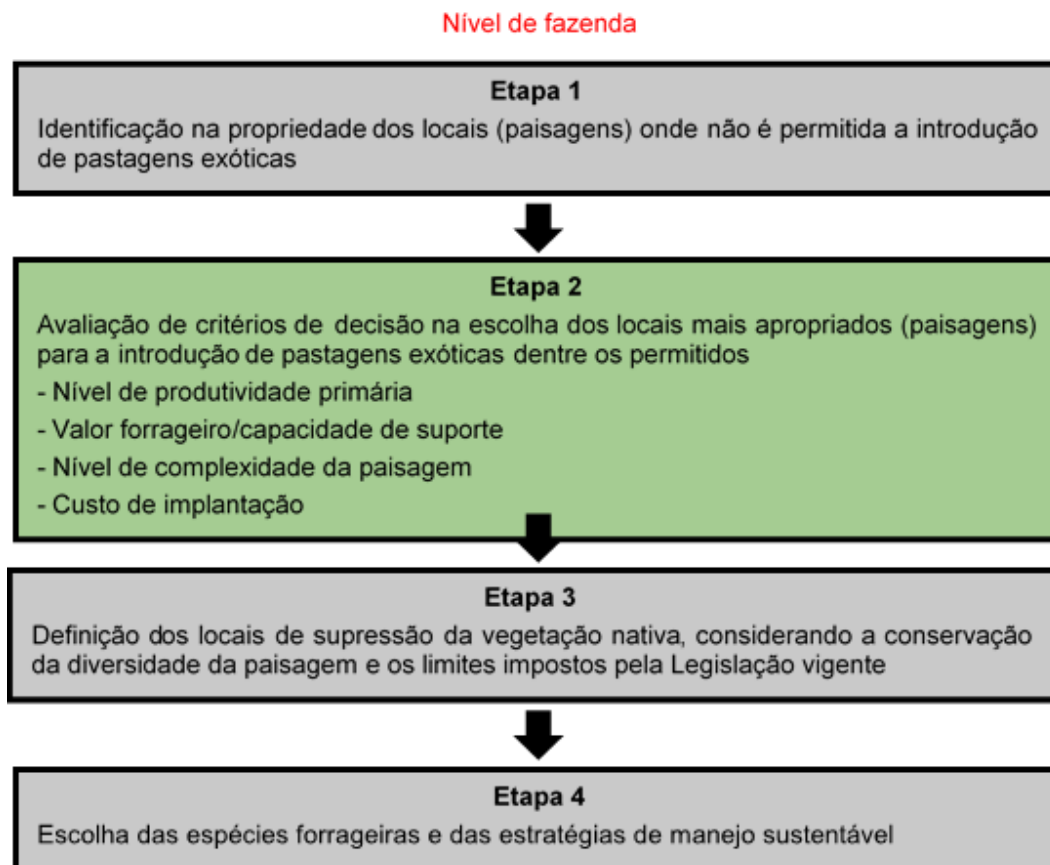 Nível de fazenda
Etapa 1
Identificação na propriedade dos locais (paisagens) onde não é permitida a introdução
de pastagens exóticas
Etapa 2
Avaliação de critérios de decisão na escolha dos locais mais apropriados (paisagens)
para a introdução de pastagens exóticas dentre os permitidos
- Nível de produtividade primária
- Valor forrageiro/capacidade de suporte
- Nível de complexidade da paisagem
- Custo de implantação
Etapa 3
Definição dos locais de supressão da vegetação nativa, considerando a conservação
da diversidade da paisagem e os limites impostos pela Legislação vigente
Etapa 4
Escolha das espécies forrageiras e das estratégias de manejo sustentável